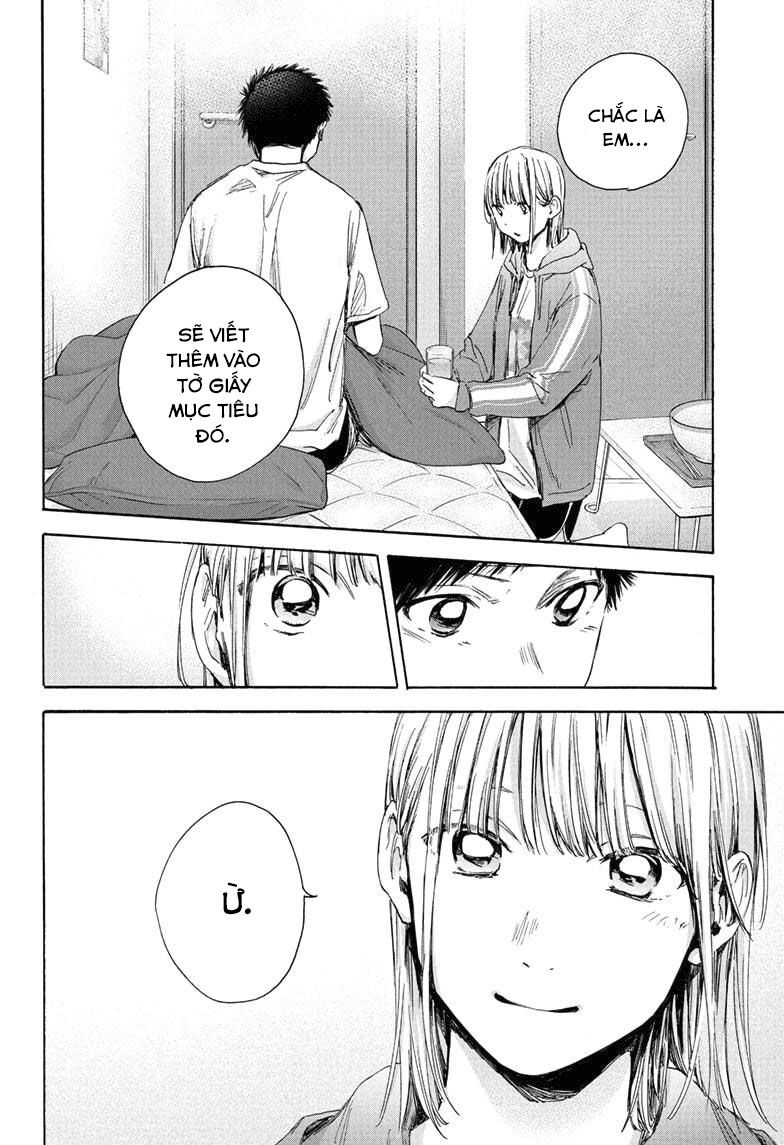 CHẮC LÀ
EM...
SẼ VIẾT
THÊM VÀO
TỜ GIẤY
MỤC TIÊU
ĐÓ.
Ừ.